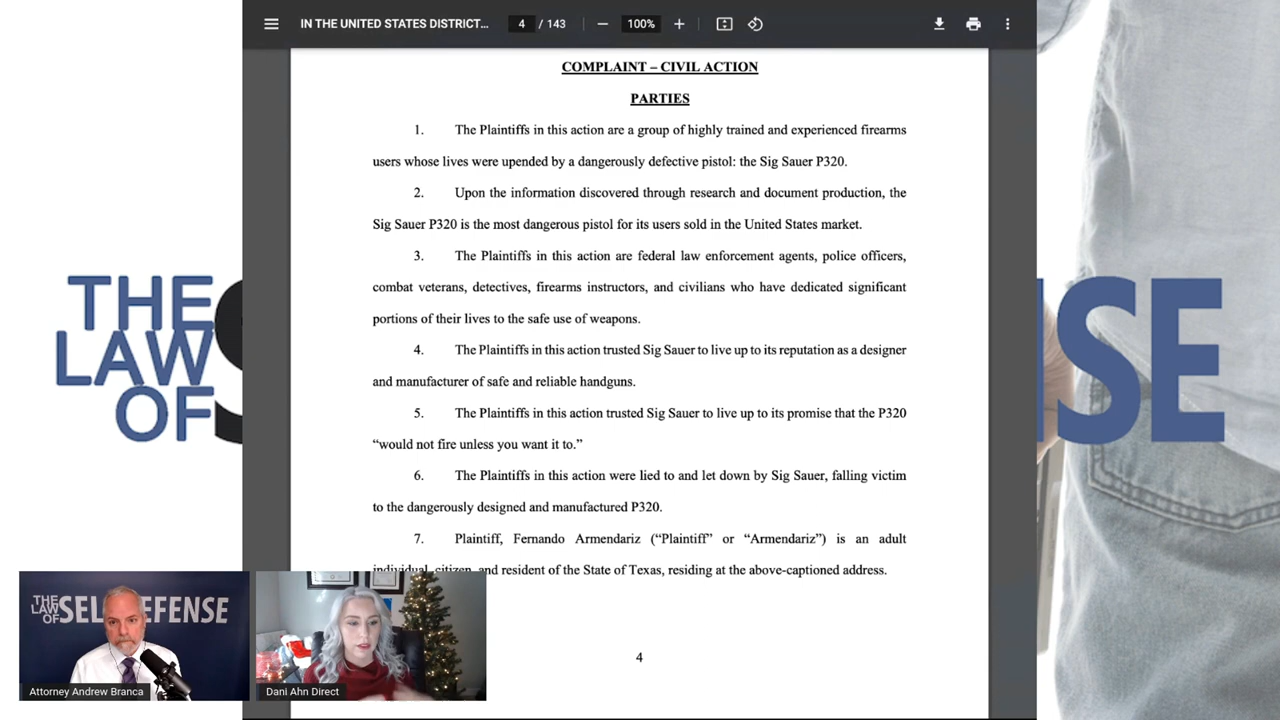 IN THE UNITED STATES DISTRICT...
4 / 143
100%
COMPLAINT – CIVIL ACTION
PARTIES
1. The Plaintiffs in this action are a group of highly trained and experienced firearms
users whose lives were upended by a dangerously defective pistol: the Sig Sauer P320.
2. Upon the information discovered through research and document production, the
Sig Sauer P320 is the most dangerous pistol for its users sold in the United States market.
3. The Plaintiffs in this action are federal law enforcement agents, police officers,
combat veterans, detectives, firearms instructors, and civilians who have dedicated significant
portions of their lives to the safe use of weapons.
4. The Plaintiffs in this action trusted Sig Sauer to live up to its reputation as a designer
and manufacturer of safe and reliable handguns.
5. The Plaintiffs in this action trusted Sig Sauer to live up to its promise that the P320
“would not fire unless you want it to.”
6. The Plaintiffs in this action were lied to and let down by Sig Sauer, falling victim
to the dangerously designed and manufactured P320.
7. Plaintiff, Fernando Armendariz (“Plaintiff” or “Armendariz”) is an adult
individual, citizen, and resident of the State of Texas, residing at the above-captioned address.
4
THE
LAW
OF
S
NSE
THE
LAW
OF
SEL
EFENSE
Attorney Andrew Branca
Dani Ahn Direct